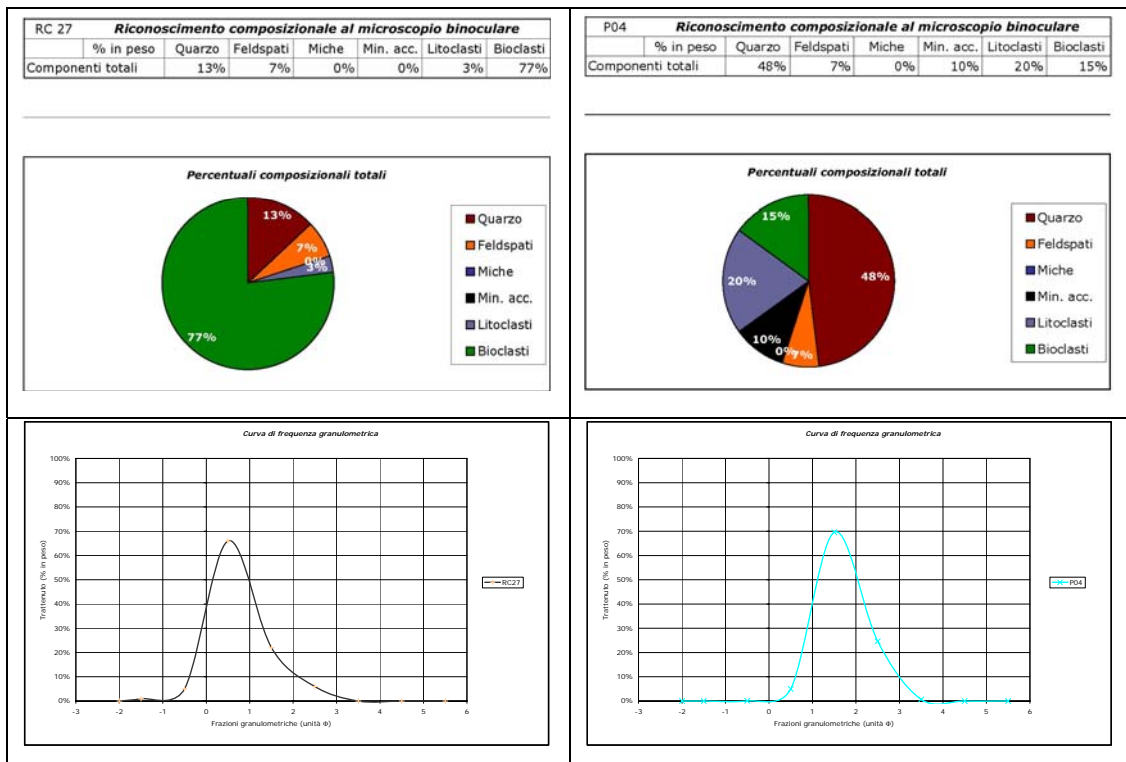 RC 27 Riconoscimento composizionale al microscopio binoculare
% in peso Quarzo Feldspati Miche Min. acc. Litoclasti Bioclasti
Componenti totali 13% 7% 0% 0% 3% 77%
Percentuali composizionali totali
13%
7%
0%
0%
3%
77%
Quarzo
Feldspati
Miche
Min. acc.
Litoclasti
Bioclasti
P04 Riconoscimento composizionale al microscopio binoculare
% in peso Quarzo Feldspati Miche Min. acc. Litoclasti Bioclasti
Componenti totali 48% 7% 0% 10% 20% 15%
Percentuali composizionali totali
15%
48%
20%
10%
0%
7%
Quarzo
Feldspati
Miche
Min. acc.
Litoclasti
Bioclasti
Curva di frequenza granulometrica
Trattenuto (% in peso)
100%
90%
80%
70%
60%
50%
40%
30%
20%
10%
0%
-3 -2 -1 0 1 2 3 4 5 6
Frazioni granulometriche (unità Φ)
RC27
Curva di frequenza granulometrica
Trattenuto (% in peso)
100%
90%
80%
70%
60%
50%
40%
30%
20%
10%
0%
-3 -2 -1 0 1 2 3 4 5 6
Frazioni granulometriche (unità Φ)
P04